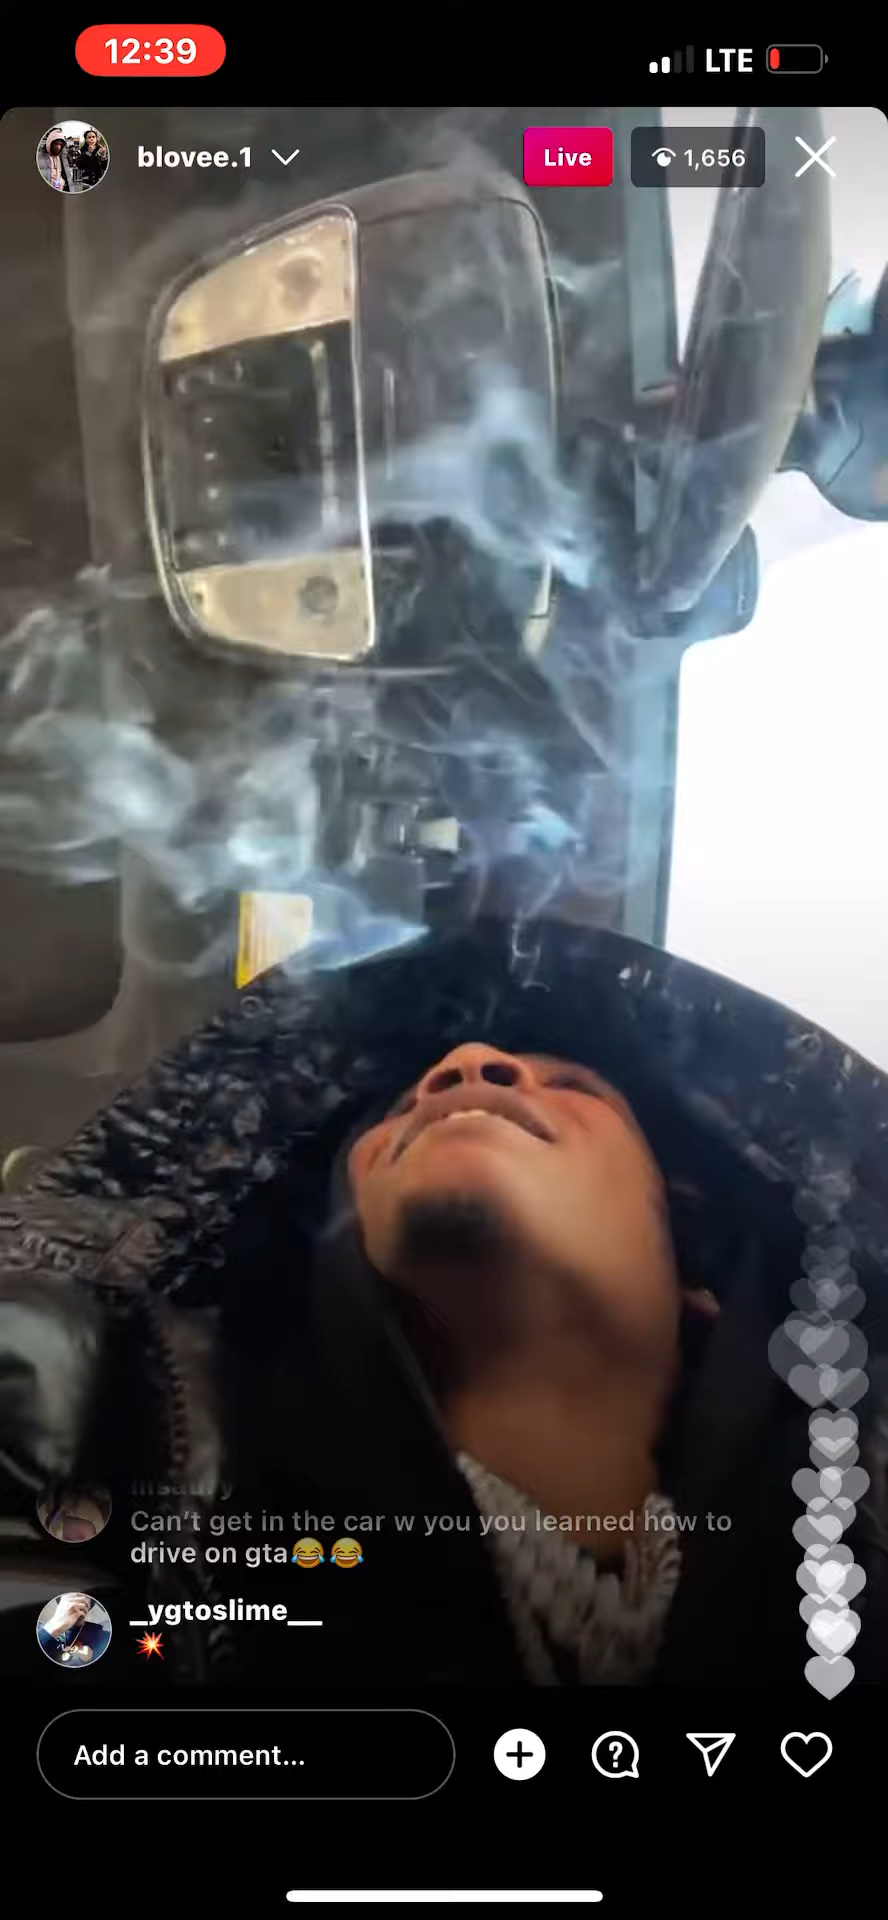 12:39
LTE
blovee.1
Live
1,656
Can't get in the car w you you learned how to
drive on gta😂😂
_ygtoslime__
💥
Add a comment...